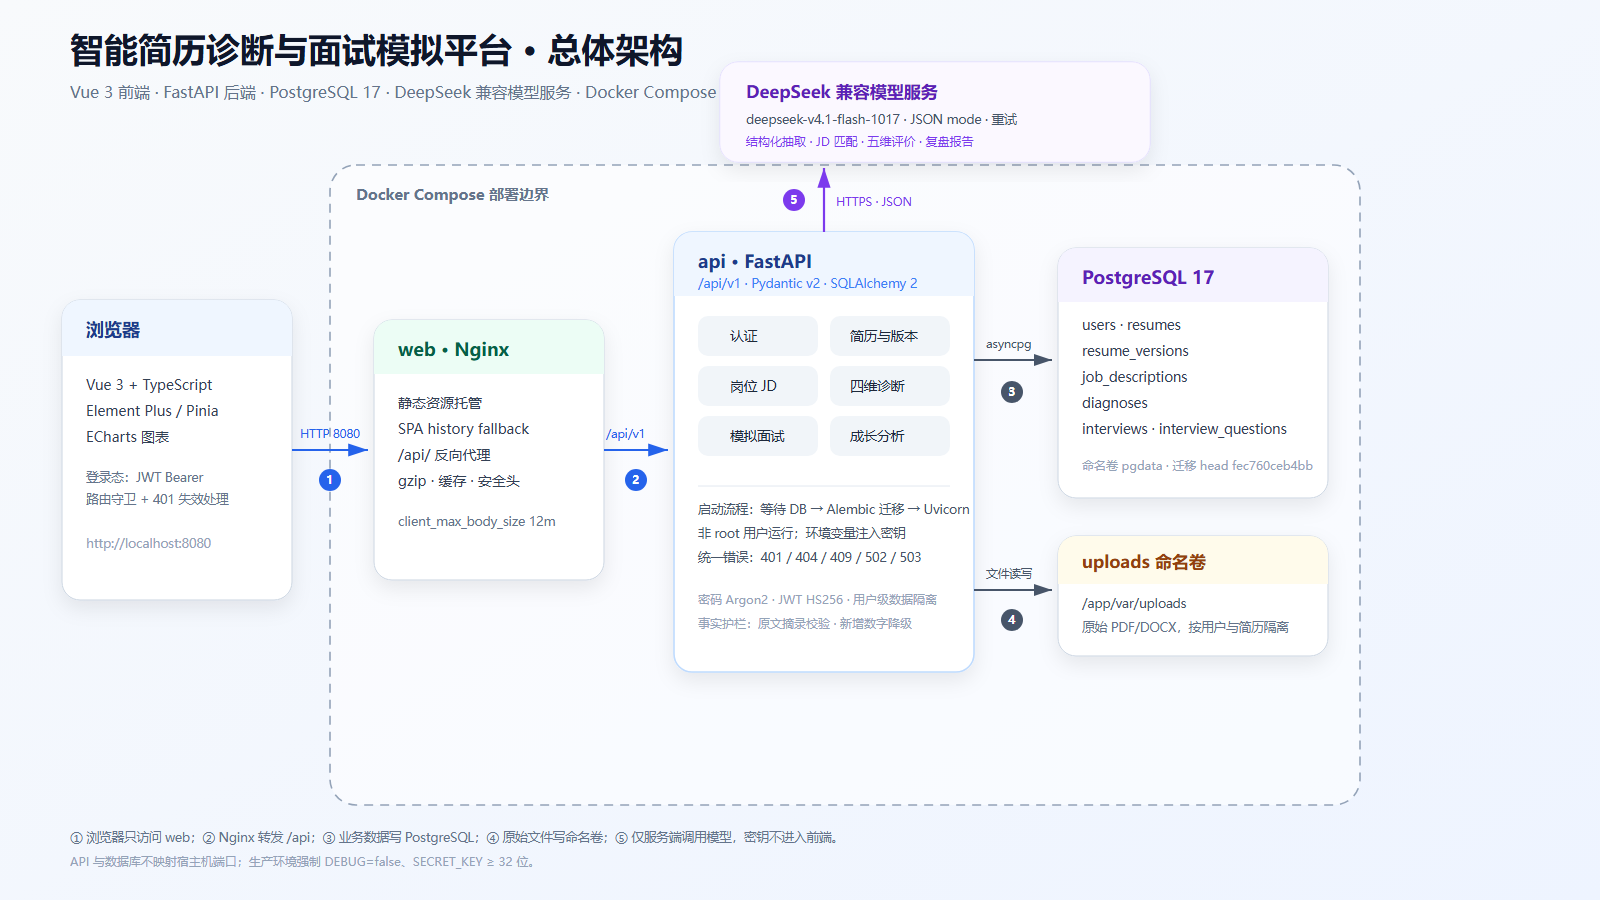 智能简历诊断与面试模拟平台 · 总体架构
Vue 3 前端 · FastAPI 后端 · PostgreSQL 17 · DeepSeek 兼容模型服务 · Docker Compose
DeepSeek 兼容模型服务
deepseek-v4.1-flash-1017 · JSON mode · 重试
结构化抽取 · JD 匹配 · 五维评价 · 复盘报告
Docker Compose 部署边界
5
HTTPS · JSON
浏览器
Vue 3 + TypeScript
Element Plus / Pinia
ECharts 图表
登录态：JWT Bearer
路由守卫 + 401 失效处理
http://localhost:8080
HTTP 8080
1
web · Nginx
静态资源托管
SPA history fallback
/api/ 反向代理
gzip · 缓存 · 安全头
client_max_body_size 12m
/api/v1
2
api · FastAPI
/api/v1 · Pydantic v2 · SQLAlchemy 2
认证
简历与版本
岗位 JD
四维诊断
模拟面试
成长分析
启动流程：等待 DB → Alembic 迁移 → Uvicorn
非 root 用户运行；环境变量注入密钥
统一错误：401 / 404 / 409 / 502 / 503
密码 Argon2 · JWT HS256 · 用户级数据隔离
事实护栏：原文摘录校验 · 新增数字降级
asyncpg
3
文件读写
4
PostgreSQL 17
users · resumes
resume_versions
job_descriptions
diagnoses
interviews · interview_questions
命名卷 pgdata · 迁移 head fec760ceb4bb
uploads 命名卷
/app/var/uploads
原始 PDF/DOCX，按用户与简历隔离
① 浏览器只访问 web；② Nginx 转发 /api；③ 业务数据写 PostgreSQL；④ 原始文件写命名卷；⑤ 仅服务端调用模型，密钥不进入前端。
API 与数据库不映射宿主机端口；生产环境强制 DEBUG=false、SECRET_KEY ≥ 32 位。